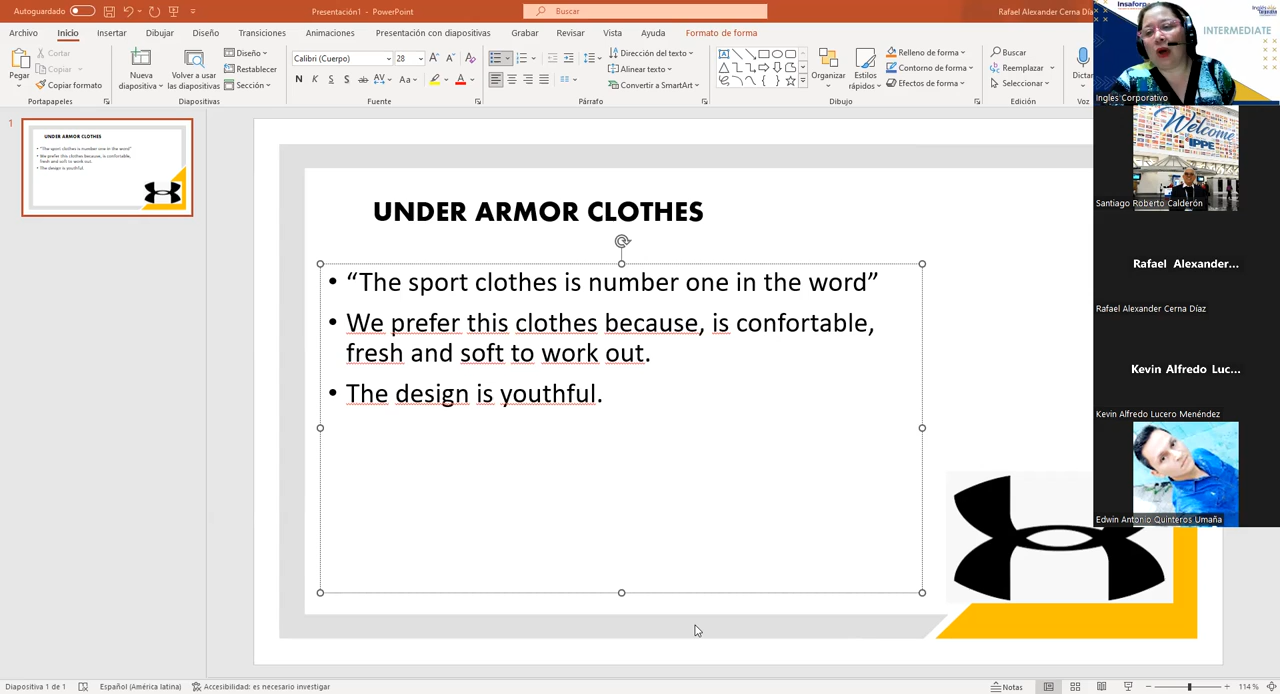 Autoguardado
Presentación1 - PowerPoint
Buscar
Rafael Alexander Cerna Día
Archivo Inicio Insertar Dibujar Diseño Transiciones Animaciones Presentación con diapositivas Grabar Revisar Vista Ayuda Formato de forma
Pegar
Cortar
Copiar
Copiar formato
Portapapeles
Nueva diapositiva
Volver a usar las diapositivas
Diseño
Restablecer
Sección
Diapositivas
Calibri (Cuerpo) 28
N K S S ab AV Aa
Fuente
Dirección del texto
Alinear texto
Convertir a SmartArt
Párrafo
Organizar
Estilos rápidos
Relleno de forma
Contorno de forma
Efectos de forma
Dibujo
Buscar
Reemplazar
Seleccionar
Edición
Dictar
Voz
1
UNDER ARMOR CLOTHES
• "The sport clothes is number one in the word"
• We prefer this clothes because, is confortable,
fresh and soft to work out.
• The design is youthful.
UNDER ARMOR CLOTHES
• “The sport clothes is number one in the word”
• We prefer this clothes because, is confortable,
fresh and soft to work out.
• The design is youthful.
Insaforp
INTERMEDIATE
Ingles Corporativo
Welcome
IPPE
Santiago Roberto Calderón
Rafael Alexander...
Rafael Alexander Cerna Díaz
Kevin Alfredo Luc...
Kevin Alfredo Lucero Menéndez
Edwin Antonio Quinteros Umaña
Diapositiva 1 de 1 Español (América latina) Accesibilidad: es necesario investigar Notas 114 %